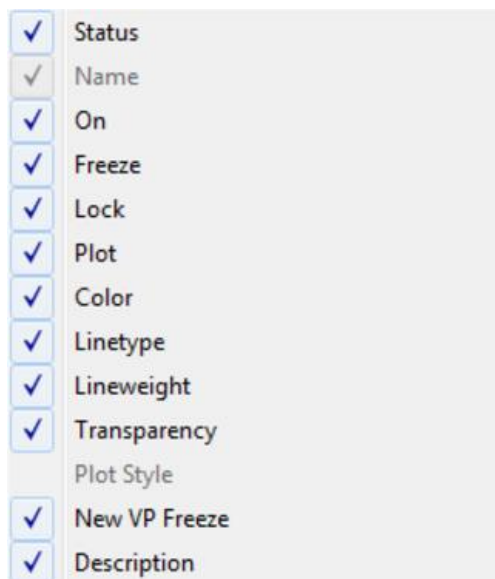 Status
Name
On
Freeze
Lock
Plot
Color
Linetype
Lineweight
Transparency
Plot Style
New VP Freeze
Description